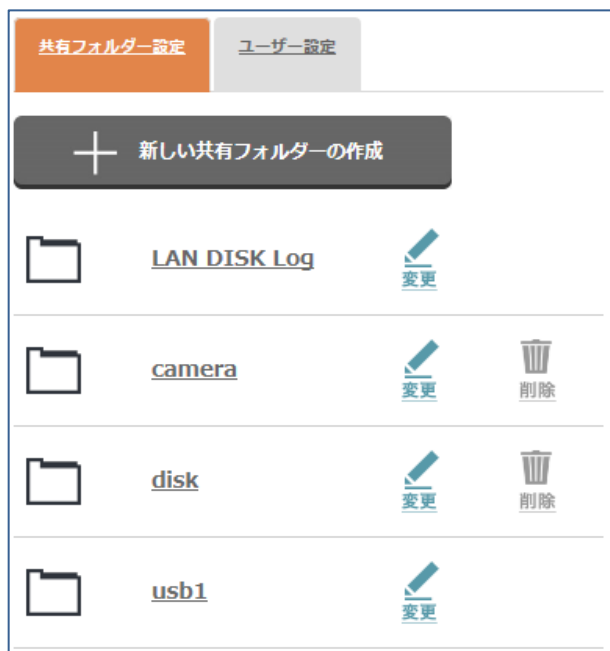 共有フォルダー設定
ユーザー設定
新しい共有フォルダーの作成
LAN DISK Log
変更
camera
変更
削除
disk
変更
削除
usb1
変更